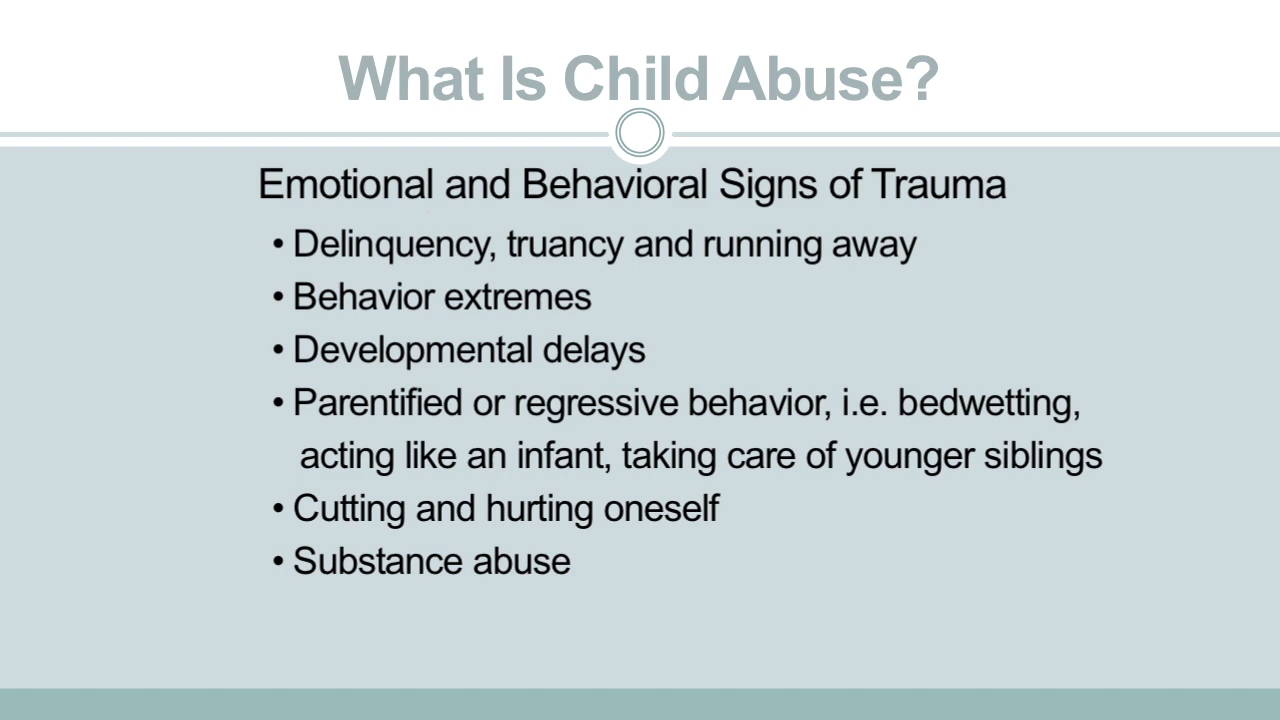 What Is Child Abuse?
Emotional and Behavioral Signs of Trauma
• Delinquency, truancy and running away
• Behavior extremes
• Developmental delays
• Parentified or regressive behavior, i.e. bedwetting,
acting like an infant, taking care of younger siblings
• Cutting and hurting oneself
• Substance abuse